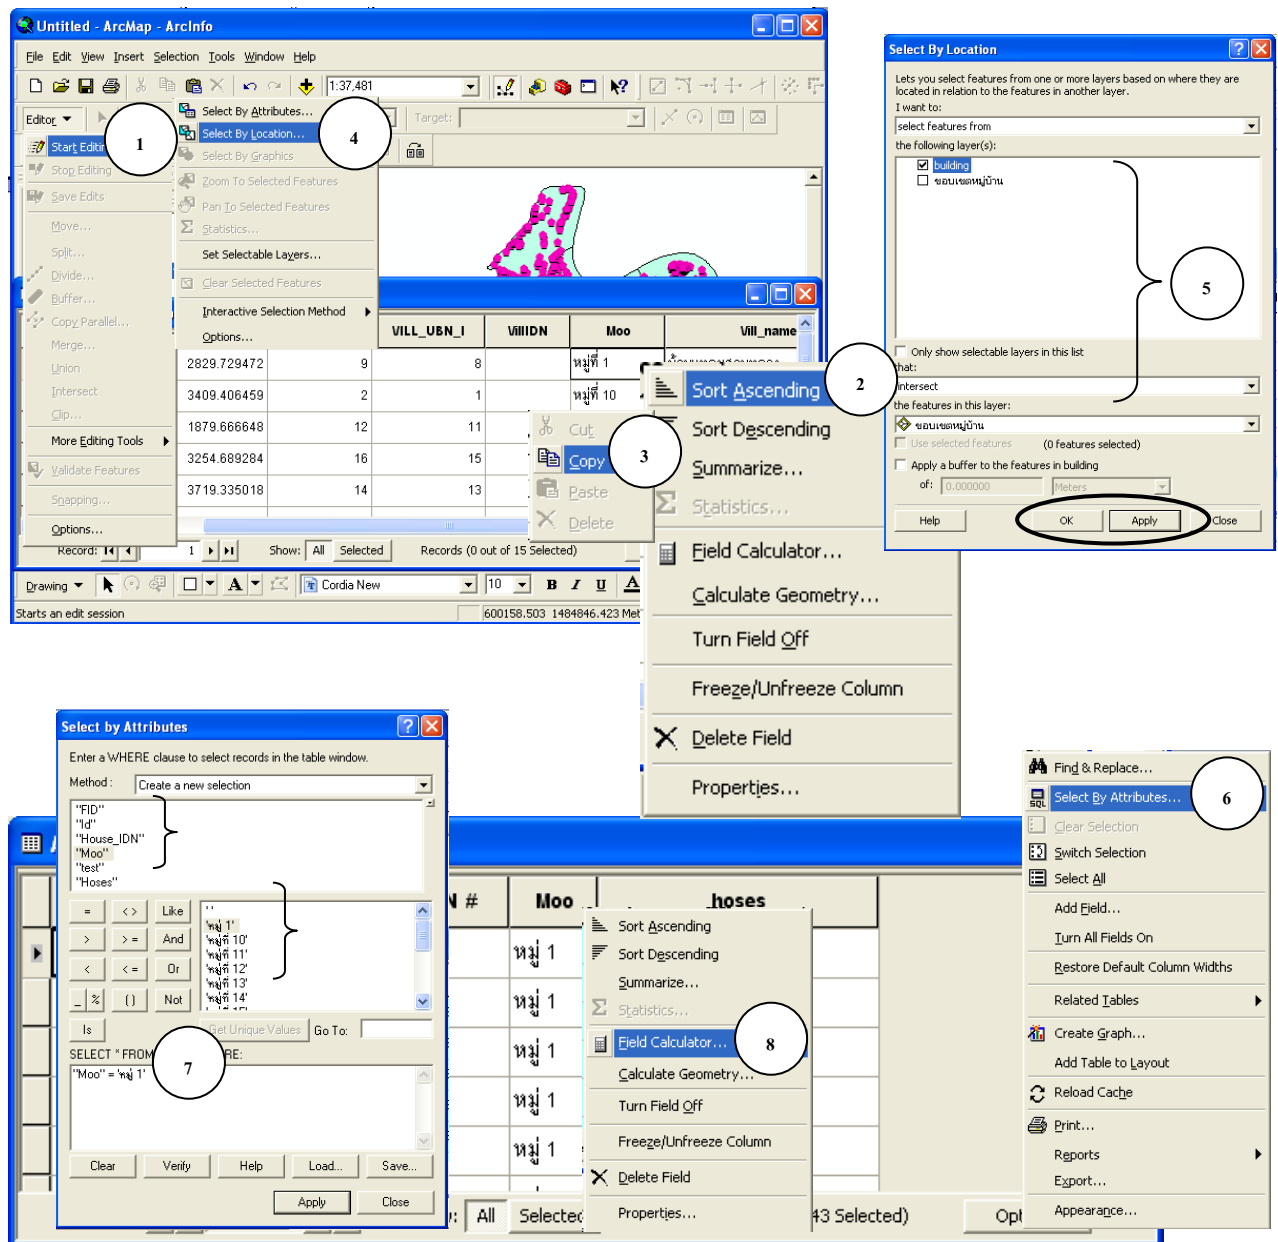 Untitled - ArcMap - ArcInfo
File Edit View Insert Selection Tools Window Help
1:37,481
Editor
Target:
Start Editing
Stop Editing
Save Edits
Move...
Split...
Divide...
Buffer...
Copy Parallel...
Merge...
Union
Intersect
Clip...
More Editing Tools
Validate Features
Snapping...
Options...
1
Select By Attributes...
Select By Location...
Select By Graphics
Zoom To Selected Features
Pan To Selected Features
Statistics...
Set Selectable Layers...
Clear Selected Features
Interactive Selection Method
Options...
4
VILL_UBN_I VillIDN Moo Vill_name
2829.729472 9 8 หมู่ที่ 1
3409.406459 2 1 หมู่ที่ 10
1879.666648 12 11
3254.689284 16 15
3719.335018 14 13
Record: 1 Show: All Selected Records (0 out of 15 Selected)
Drawing Cordia New 10 B I U A
Starts an edit session
600158.503 1484846.423 Met
Cut
Copy
Paste
Delete
3
Sort Ascending
Sort Descending
Summarize...
Statistics...
Field Calculator...
Calculate Geometry...
Turn Field Off
Freeze/Unfreeze Column
Delete Field
Properties...
2
Select By Location
Lets you select features from one or more layers based on where they are
located in relation to the features in another layer.
I want to:
select features from
the following layer(s):
building
ขอบเขตหมู่บ้าน
5
Only show selectable layers in this list
that:
intersect
the features in this layer:
ขอบเขตหมู่บ้าน
Use selected features (0 features selected)
Apply a buffer to the features in building
of: 0.000000 Meters
Help OK Apply Close
Select by Attributes
Enter a WHERE clause to select records in the table window.
Method : Create a new selection
"FID"
"Id"
"House_IDN"
"Moo"
"test"
"Hoses"
= <> Like
> >= And
< <= Or
_ % () Not
Is
' '
'หมู่ 1'
'หมู่ที่ 10'
'หมู่ที่ 11'
'หมู่ที่ 12'
'หมู่ที่ 13'
'หมู่ที่ 14'
Get Unique Values Go To:
SELECT * FROM RE:
7
"Moo" = 'หมู่ 1'
Clear Verify Help Load... Save...
Apply Close
N # Moo hoses
หมู่ 1
หมู่ 1
หมู่ 1
หมู่ 1
หมู่ 1
All Selected 43 Selected) Opt
Sort Ascending
Sort Descending
Summarize...
Statistics...
Field Calculator...
Calculate Geometry...
Turn Field Off
Freeze/Unfreeze Column
Delete Field
Properties...
8
Find & Replace...
SQL Select By Attributes...
Clear Selection
Switch Selection
Select All
Add Field...
Turn All Fields On
Restore Default Column Widths
Related Tables
Create Graph...
Add Table to Layout
Reload Cache
Print...
Reports
Export...
Appearance...
6